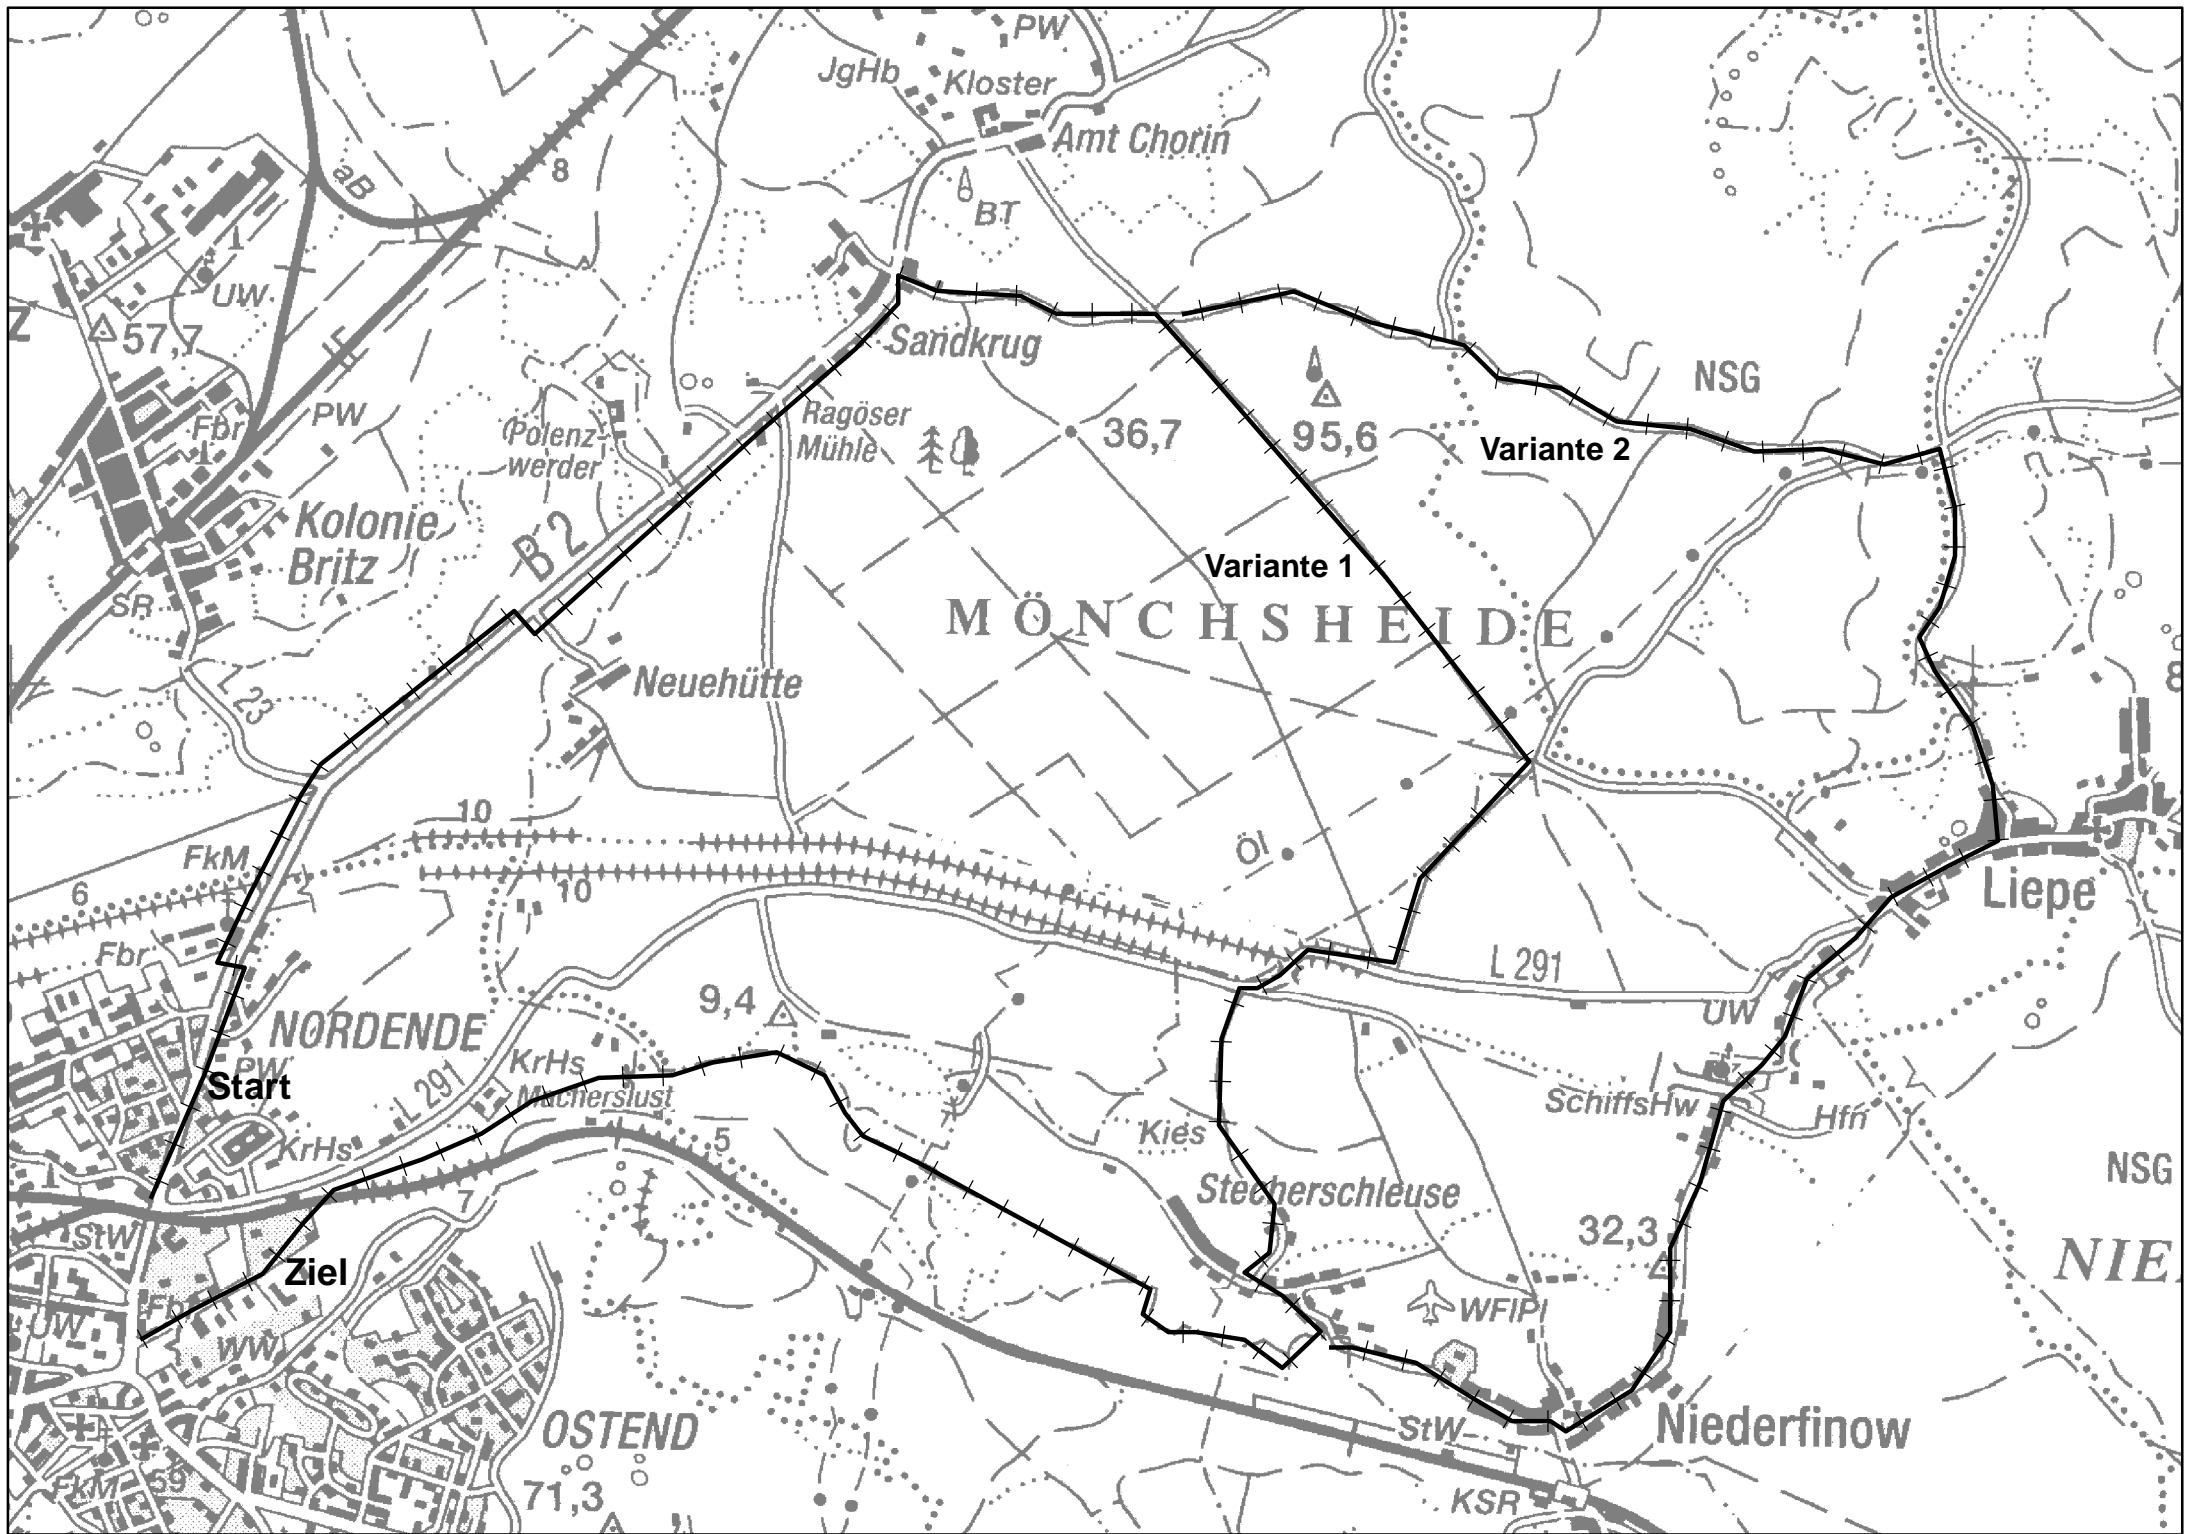 PW
JgHb
Kloster
Amt Chorin
aB
8
BT
UW
Z
57,7
Sandkrug
NSG
PW
Fbr
Ragöser
Mühle
36,7
95,6
Polenz-
werder
Variante 2
Kolonie
Britz
B 2
Variante 1
SR
MÖNCHSHEIDE
L 23
Neuehütte
8
10
FkM
Öl
10
6
Liepe
Fbr
L 291
9,4
UW
NORDENDE
PW
Start
KrHs
Macherslust
L 291
SchiffsHw
Hfn
KrHs
5
Kies
NSG
7
Stecherschleuse
StW
32,3
NIE
Ziel
Fbr
WFlPl
UW
WW
OSTEND
StW
Niederfinow
FkM
59
71,3
KSR